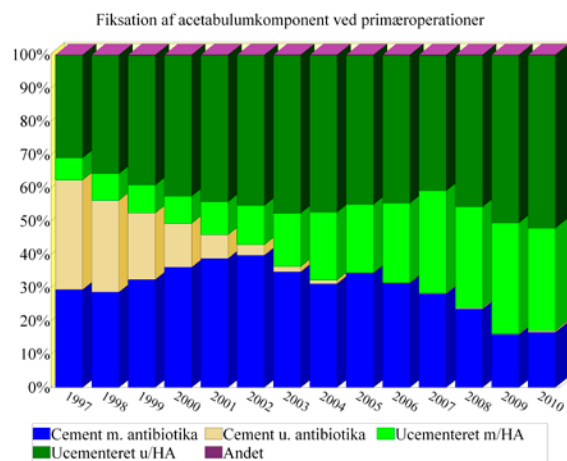 Fiksation af acetabulumkomponent ved primæroperationer
100%
90%
80%
70%
60%
50%
40%
30%
20%
10%
0%
1997 1998 1999 2000 2001 2002 2003 2004 2005 2006 2007 2008 2009 2010
Cement m. antibiotika Cement u. antibiotika Ucementeret m/HA
Ucementeret u/HA Andet